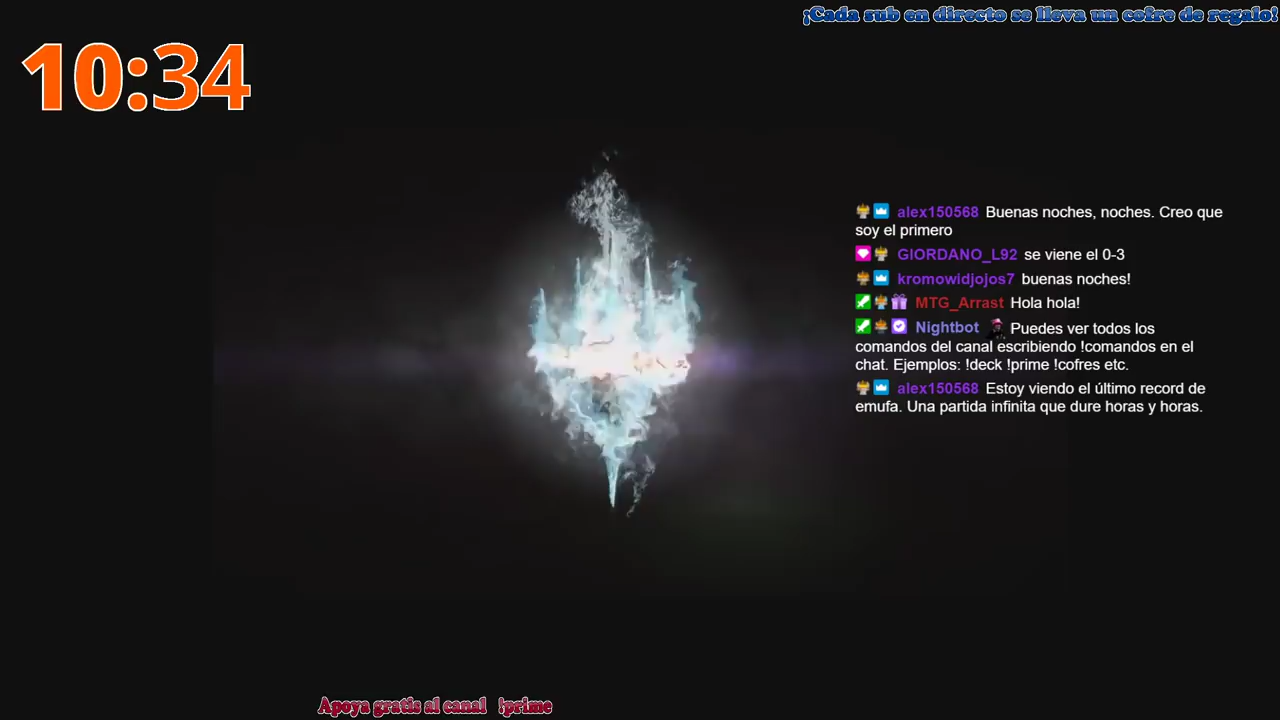 ¡Cada sub en directo se lleva un cofre de regalo!
10:34
alex150568 Buenas noches, noches. Creo que
soy el primero
GIORDANO_L92 se viene el 0-3
kromowidjojos7 buenas noches!
MTG_Arrast Hola hola!
Nightbot Puedes ver todos los
comandos del canal escribiendo !comandos en el
chat. Ejemplos: !deck !prime !cofres etc.
alex150568 Estoy viendo el último record de
emufa. Una partida infinita que dure horas y horas.
Apoya gratis al canal !prime